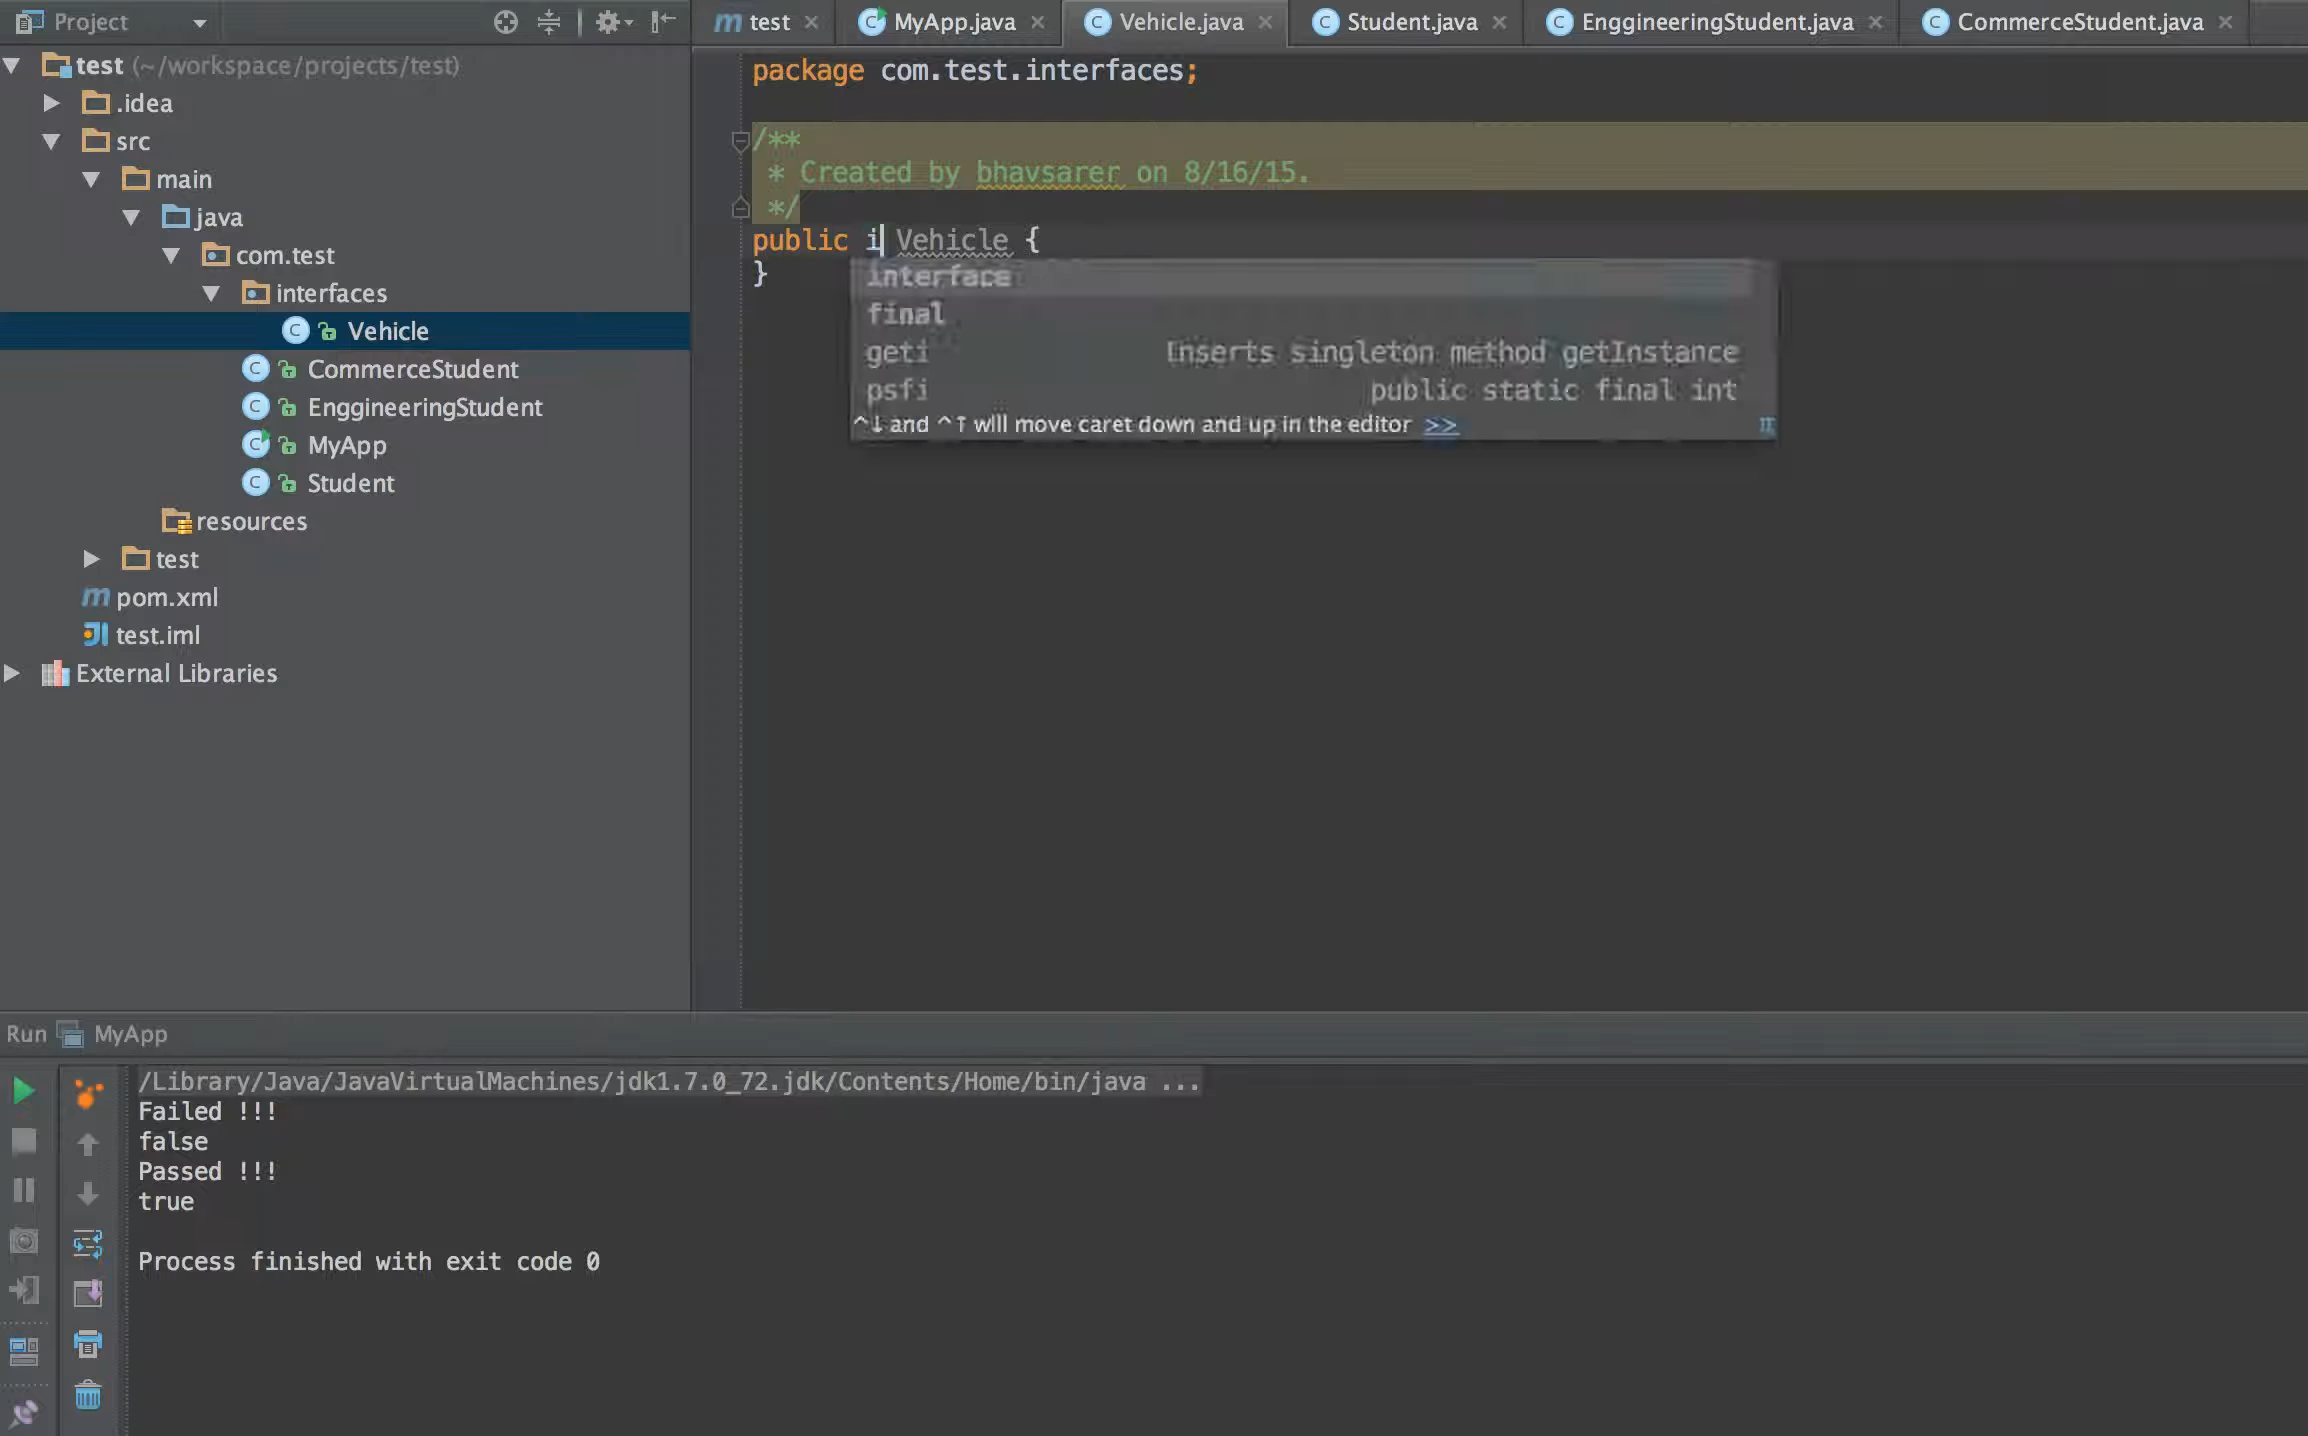 Project
test
MyApp.java
Vehicle.java
Student.java
EnggineeringStudent.java
CommerceStudent.java
test (~/workspace/projects/test)
.idea
src
main
java
com.test
interfaces
Vehicle
CommerceStudent
EnggineeringStudent
MyApp
Student
resources
test
pom.xml
test.iml
External Libraries
package com.test.interfaces;
/**
* Created by bhavsarer on 8/16/15.
*/
public i Vehicle {
}
interface
final
geti Inserts singleton method getInstance
psfi public static final int
^↓ and ^↑ will move caret down and up in the editor >>
Run MyApp
/Library/Java/JavaVirtualMachines/jdk1.7.0_72.jdk/Contents/Home/bin/java ...
Failed !!!
false
Passed !!!
true
Process finished with exit code 0